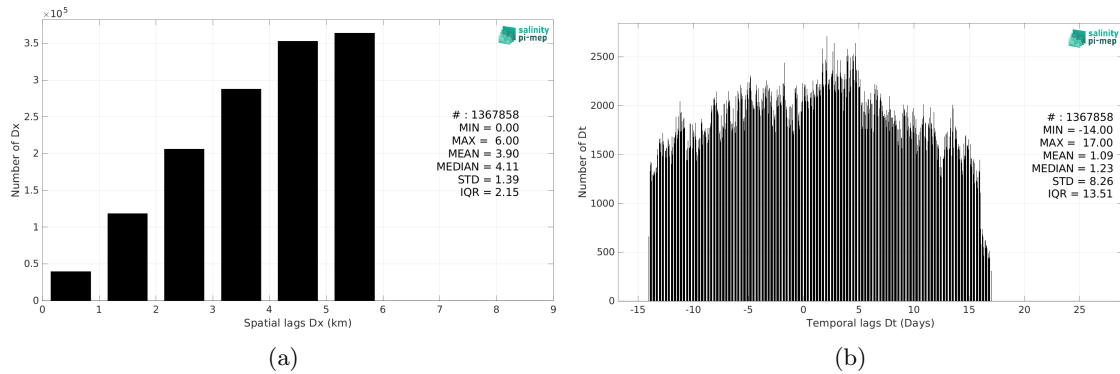 ×10^5
3.5
3
2.5
2
1.5
1
0.5
0
Number of Dx
0 1 2 3 4 5 6 7 8 9
Spatial lags Dx (km)
salinity
pi-mep
# : 1367858
MIN = 0.00
MAX = 6.00
MEAN = 3.90
MEDIAN = 4.11
STD = 1.39
IQR = 2.15
(a)
2500
2000
1500
1000
500
0
Number of Dt
-15 -10 -5 0 5 10 15 20 25
Temporal lags Dt (Days)
salinity
pi-mep
# : 1367858
MIN = -14.00
MAX = 17.00
MEAN = 1.09
MEDIAN = 1.23
STD = 8.26
IQR = 13.51
(b)